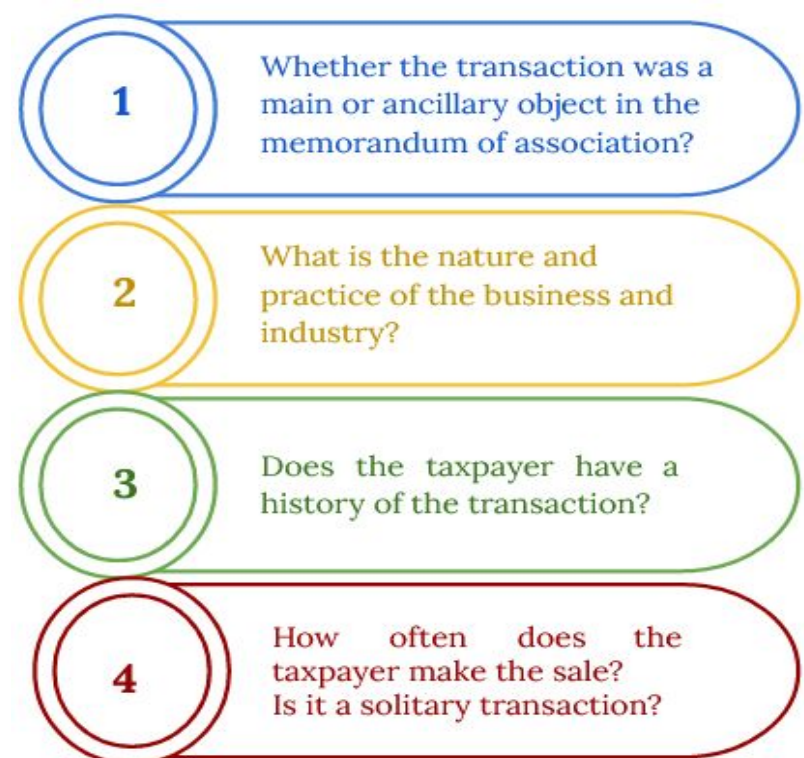 1
Whether the transaction was a
main or ancillary object in the
memorandum of association?
2
What is the nature and
practice of the business and
industry?
3
Does the taxpayer have a
history of the transaction?
4
How often does the
taxpayer make the sale?
Is it a solitary transaction?